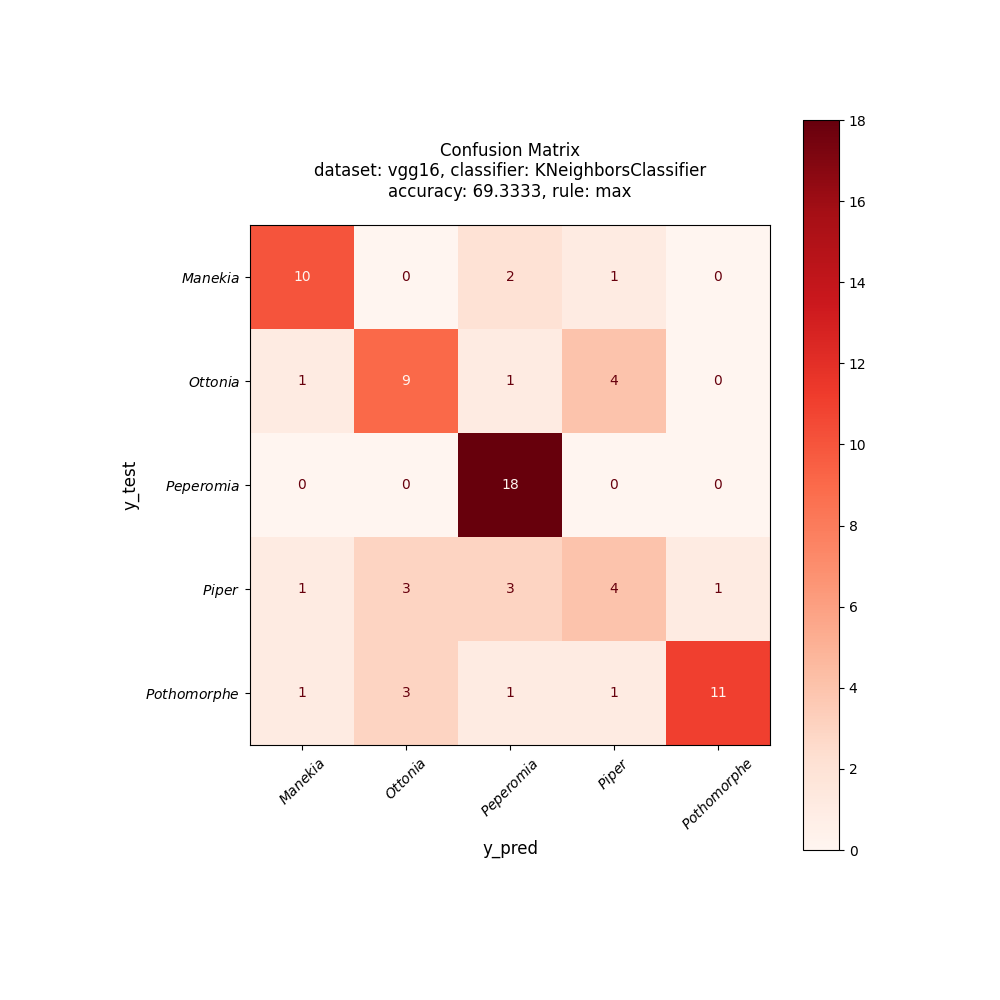 Confusion Matrix
dataset: vgg16, classifier: KNeighborsClassifier
accuracy: 69.3333, rule: max
Manekia 10 0 2 1 0
Ottonia 1 9 1 4 0
Peperomia 0 0 18 0 0
Piper 1 3 3 4 1
Pothomorphe 1 3 1 1 11
Manekia Ottonia Peperomia Piper Pothomorphe
y_pred
y_test
18
16
14
12
10
8
6
4
2
0